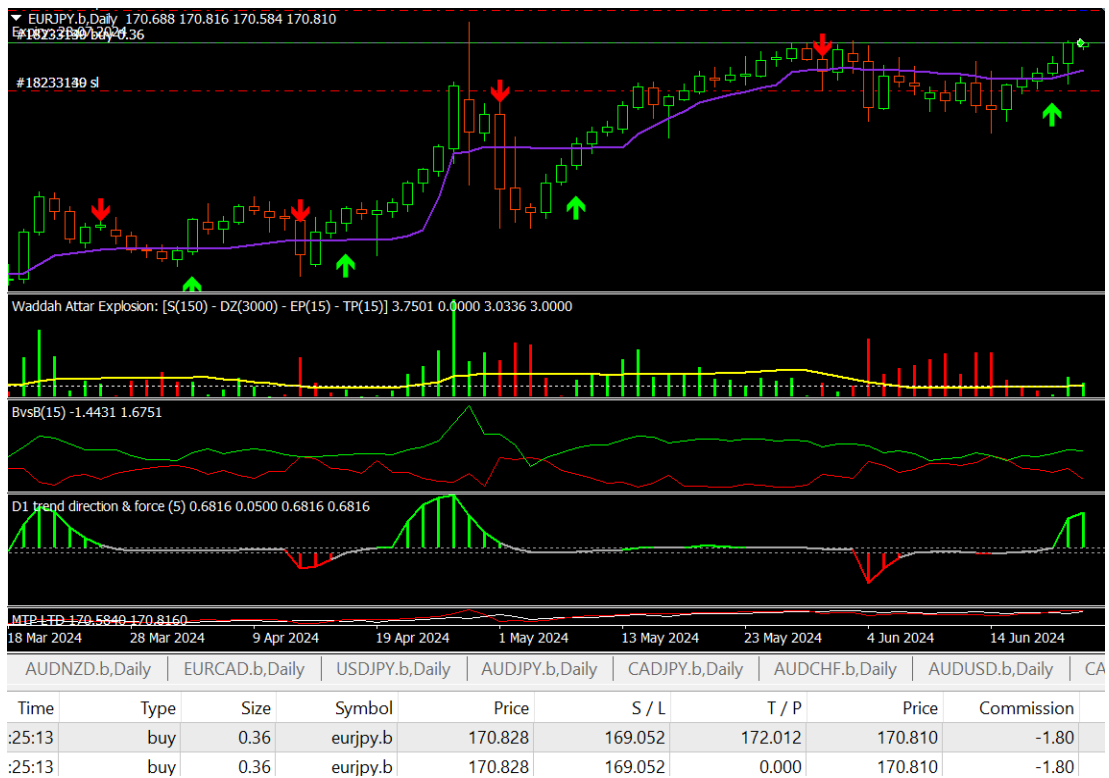 EURJPY.b,Daily 170.688 170.816 170.584 170.810
#18233139 buy 0.36
sl
Waddah Attar Explosion: [S(150) - DZ(3000) - EP(15) - TP(15)] 3.7501 0.0000 3.0336 3.0000
BvsB(15) -1.4431 1.6751
D1 trend direction & force (5) 0.6816 0.0500 0.6816 0.6816
MTP LTD 170.5840 170.8160
18 Mar 2024 28 Mar 2024 9 Apr 2024 19 Apr 2024 1 May 2024 13 May 2024 23 May 2024 4 Jun 2024 14 Jun 2024
AUDNZD.b,Daily EURCAD.b,Daily USDJPY.b,Daily AUDJPY.b,Daily CADJPY.b,Daily AUDCHF.b,Daily AUDUSD.b,Daily CA
Time Type Size Symbol Price S / L T / P Price Commission
:25:13 buy 0.36 eurjpy.b 170.828 169.052 172.012 170.810 -1.80
:25:13 buy 0.36 eurjpy.b 170.828 169.052 0.000 170.810 -1.80